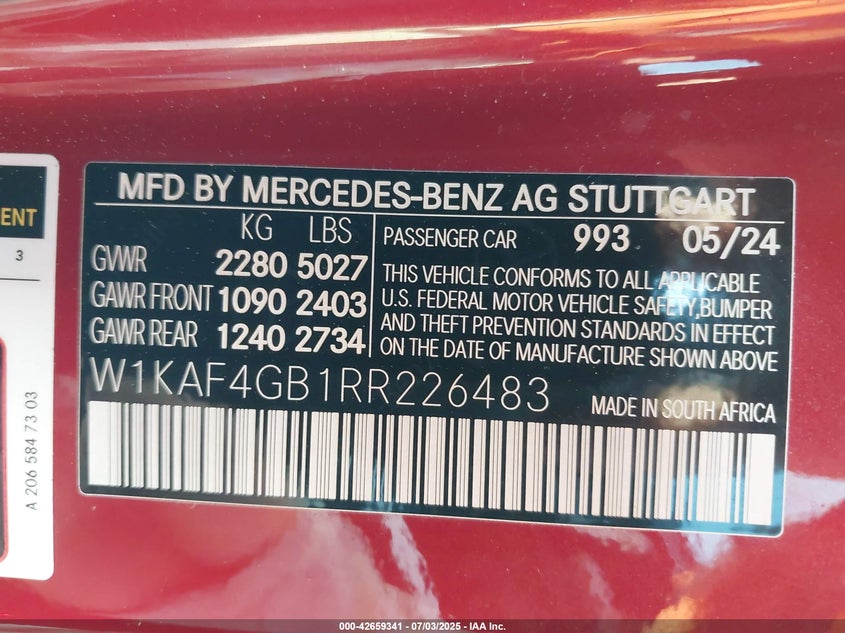 ENT
3
A 206 584 73 03
MFD BY MERCEDES-BENZ AG STUTTGART
KG LBS
GVWR 2280 5027
GAWR FRONT 1090 2403
GAWR REAR 1240 2734
PASSENGER CAR 993 05/24
THIS VEHICLE CONFORMS TO ALL APPLICABLE
U.S. FEDERAL MOTOR VEHICLE SAFETY,BUMPER
AND THEFT PREVENTION STANDARDS IN EFFECT
ON THE DATE OF MANUFACTURE SHOWN ABOVE
W1KAF4GB1RR226483
MADE IN SOUTH AFRICA
000-42659341 / 07/03/2025 - IAA Inc.